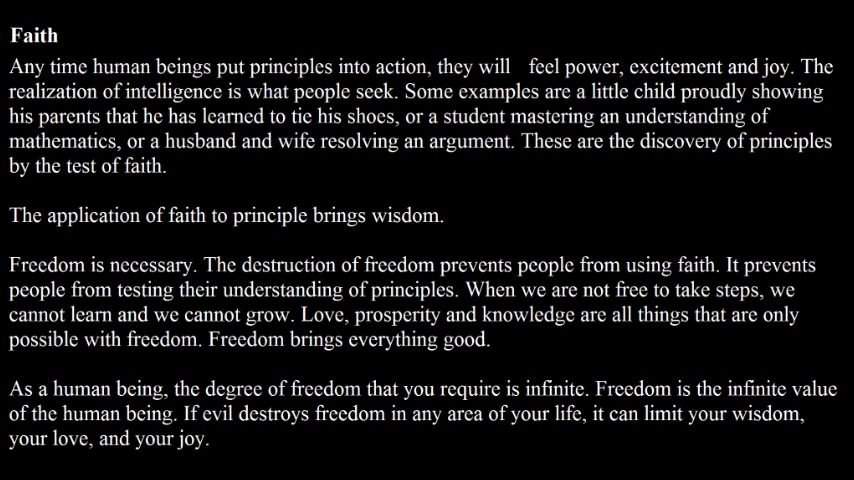 Faith
Any time human beings put principles into action, they will feel power, excitement and joy. The
realization of intelligence is what people seek. Some examples are a little child proudly showing
his parents that he has learned to tie his shoes, or a student mastering an understanding of
mathematics, or a husband and wife resolving an argument. These are the discovery of principles
by the test of faith.
The application of faith to principle brings wisdom.
Freedom is necessary. The destruction of freedom prevents people from using faith. It prevents
people from testing their understanding of principles. When we are not free to take steps, we
cannot learn and we cannot grow. Love, prosperity and knowledge are all things that are only
possible with freedom. Freedom brings everything good.
As a human being, the degree of freedom that you require is infinite. Freedom is the infinite value
of the human being. If evil destroys freedom in any area of your life, it can limit your wisdom,
your love, and your joy.